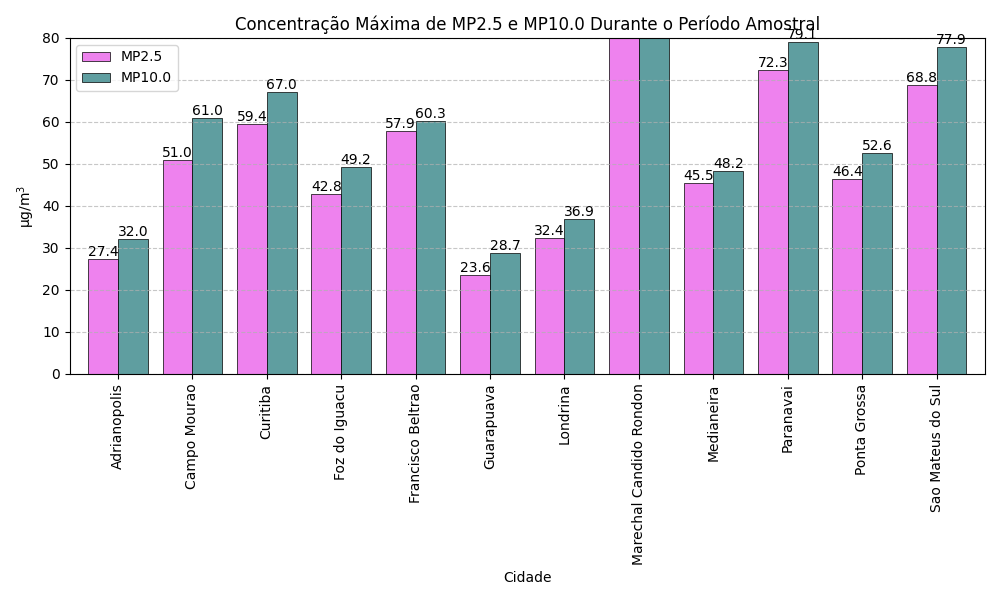 Concentração Máxima de MP2.5 e MP10.0 Durante o Período Amostral
MP2.5
MP10.0
µg/m³
80
70
60
50
40
30
20
10
0
27.4
32.0
51.0
61.0
59.4
67.0
42.8
49.2
57.9
60.3
23.6
28.7
32.4
36.9
45.5
48.2
72.3
79.1
46.4
52.6
68.8
77.9
Adrianopolis
Campo Mourao
Curitiba
Foz do Iguacu
Francisco Beltrao
Guarapuava
Londrina
Marechal Candido Rondon
Medianeira
Paranavai
Ponta Grossa
Sao Mateus do Sul
Cidade